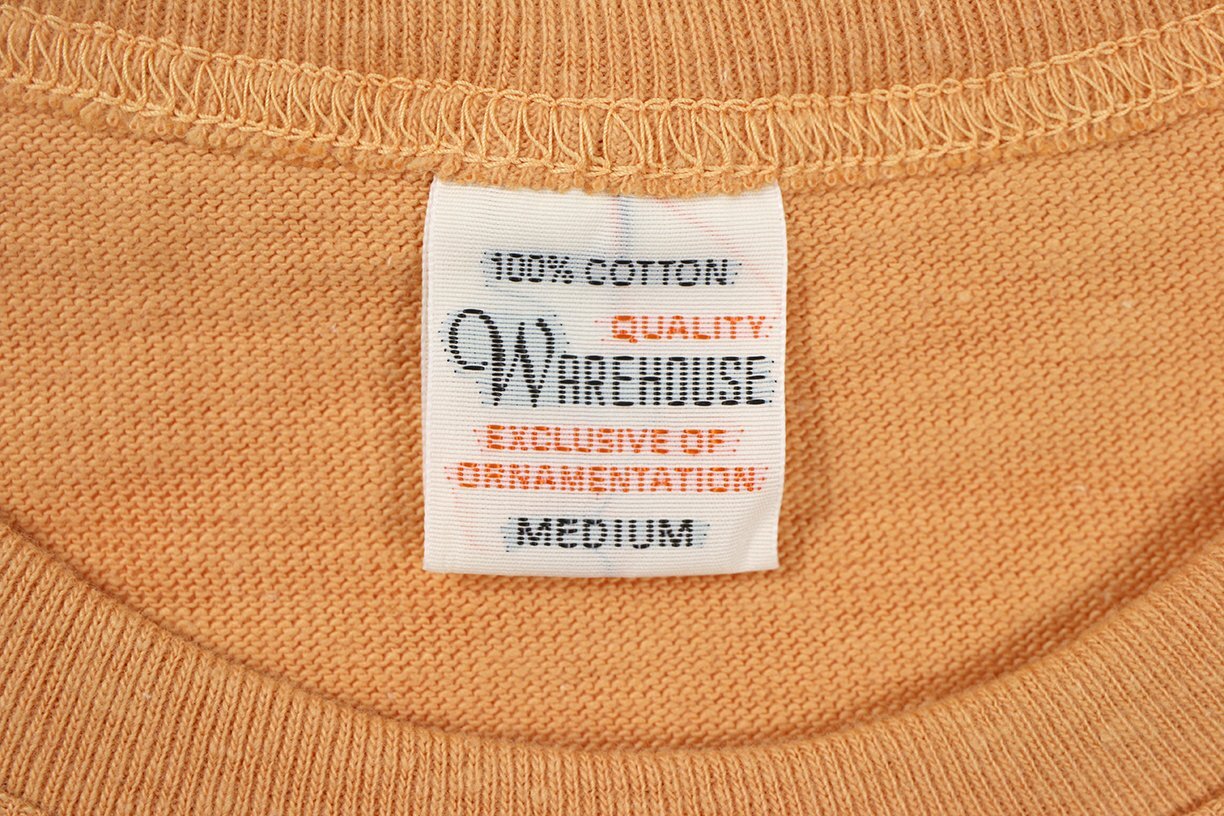 100% COTTON
QUALITY
WAREHOUSE
EXCLUSIVE OF
ORNAMENTATION
MEDIUM